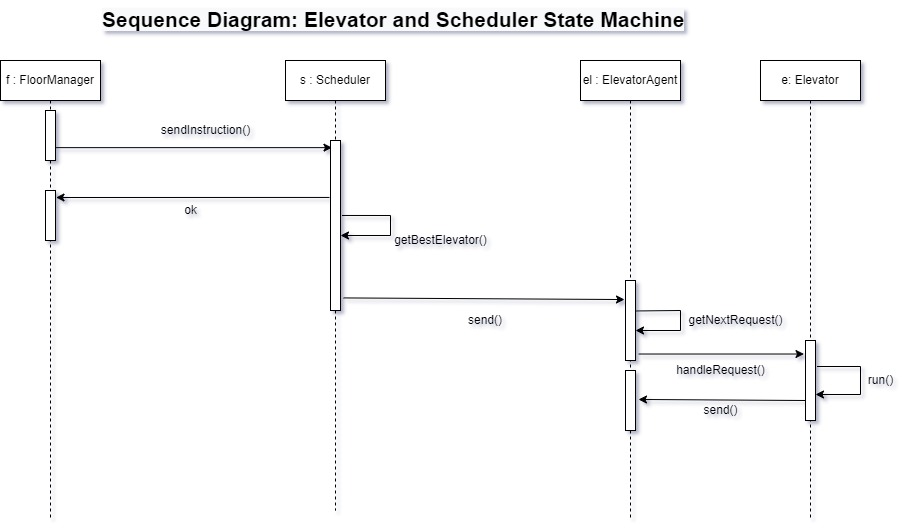 Sequence Diagram: Elevator and Scheduler State Machine
f : FloorManager
s : Scheduler
el : ElevatorAgent
e: Elevator
sendInstruction()
ok
getBestElevator()
send()
getNextRequest()
handleRequest()
run()
send()